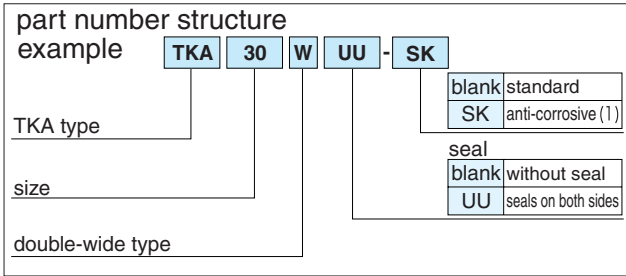 part number structure
example TKA 30 W UU - SK
blank standard
SK anti-corrosive (1)
TKA type
seal
blank without seal
size
UU seals on both sides
double-wide type